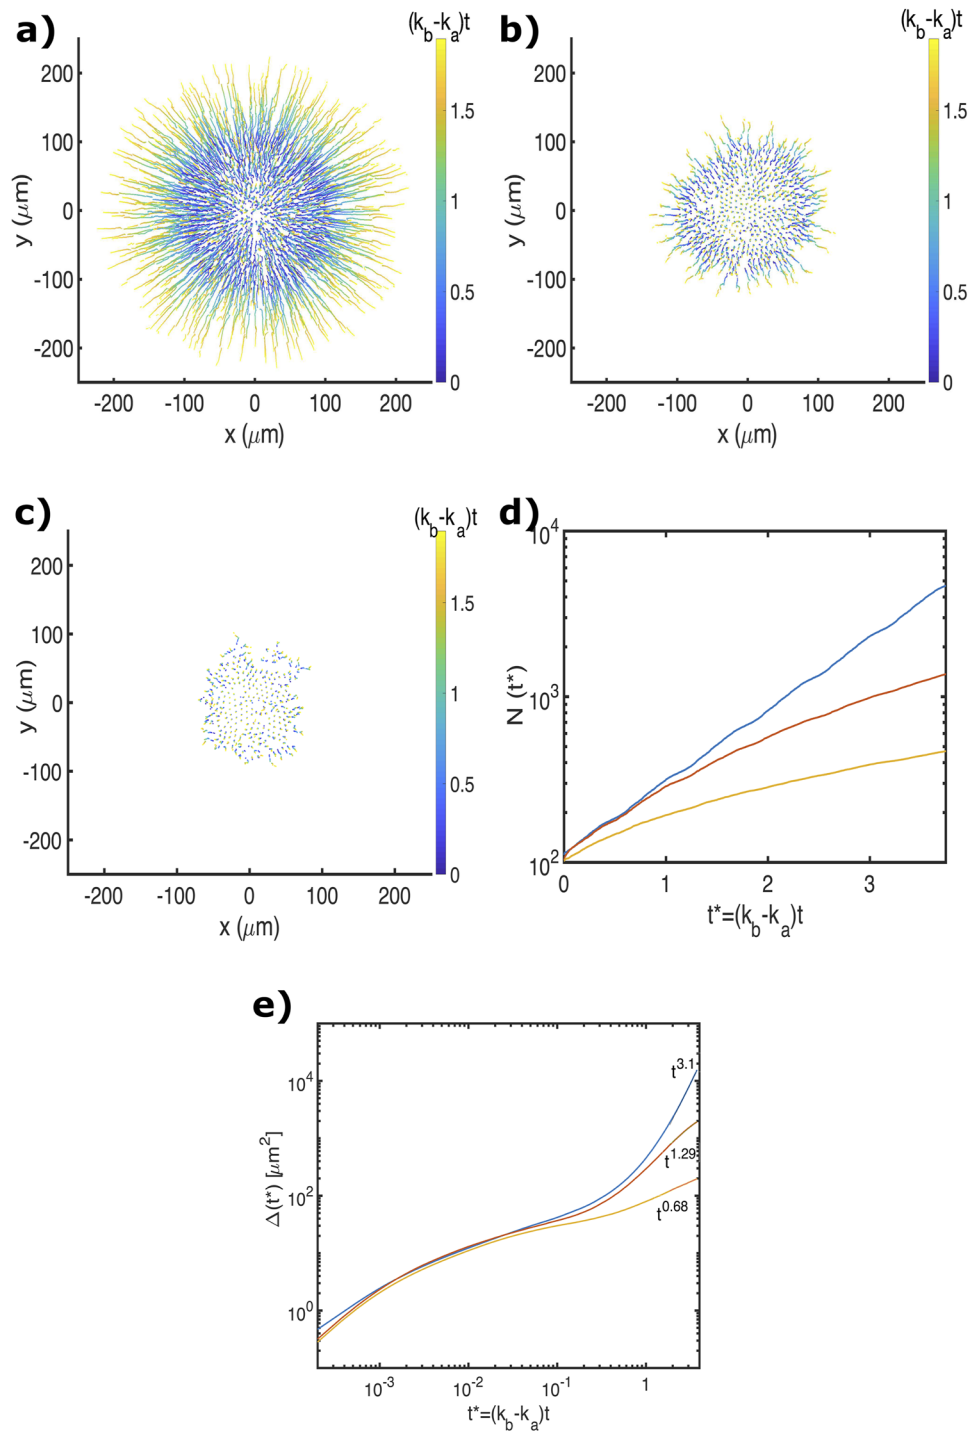 a)
(k_b-k_a)t
200
100
0
-100
-200
y (μm)
-200 -100 0 100 200
x (μm)
1.5
1
0.5
0
b)
(k_b-k_a)t
200
100
0
-100
-200
y (μm)
-200 -100 0 100 200
x (μm)
1.5
1
0.5
0
c)
(k_b-k_a)t
200
100
0
-100
-200
y (μm)
-200 -100 0 100 200
x (μm)
1.5
1
0.5
0
d)
10^4
10^3
10^2
N (t*)
0 1 2 3
t*=(k_b-k_a)t
e)
10^4
10^2
10^0
Δ(t*) [μm^2]
t^3.1
t^1.29
t^0.68
10^-3 10^-2 10^-1 1
t*=(k_b-k_a)t